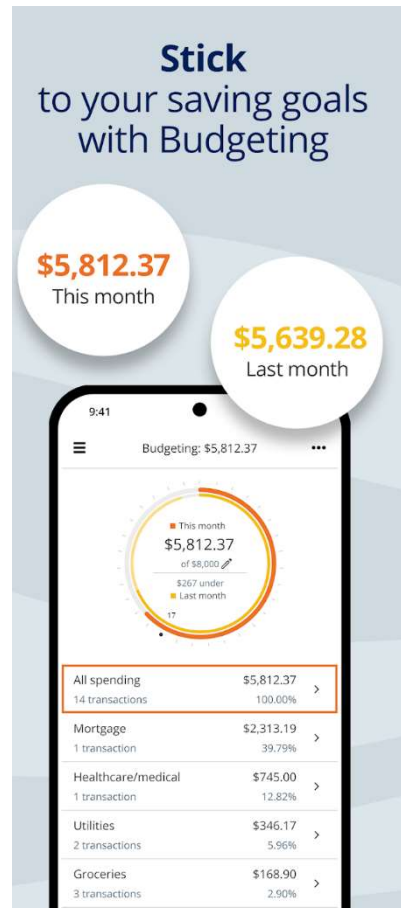 Stick
to your saving goals
with Budgeting
$5,812.37
This month
$5,639.28
Last month
9:41
Budgeting: $5,812.37
This month
$5,812.37
of $8,000
$267 under
Last month
17
All spending $5,812.37
14 transactions 100.00%
Mortgage $2,313.19
1 transaction 39.79%
Healthcare/medical $745.00
1 transaction 12.82%
Utilities $346.17
2 transactions 5.96%
Groceries $168.90
3 transactions 2.90%